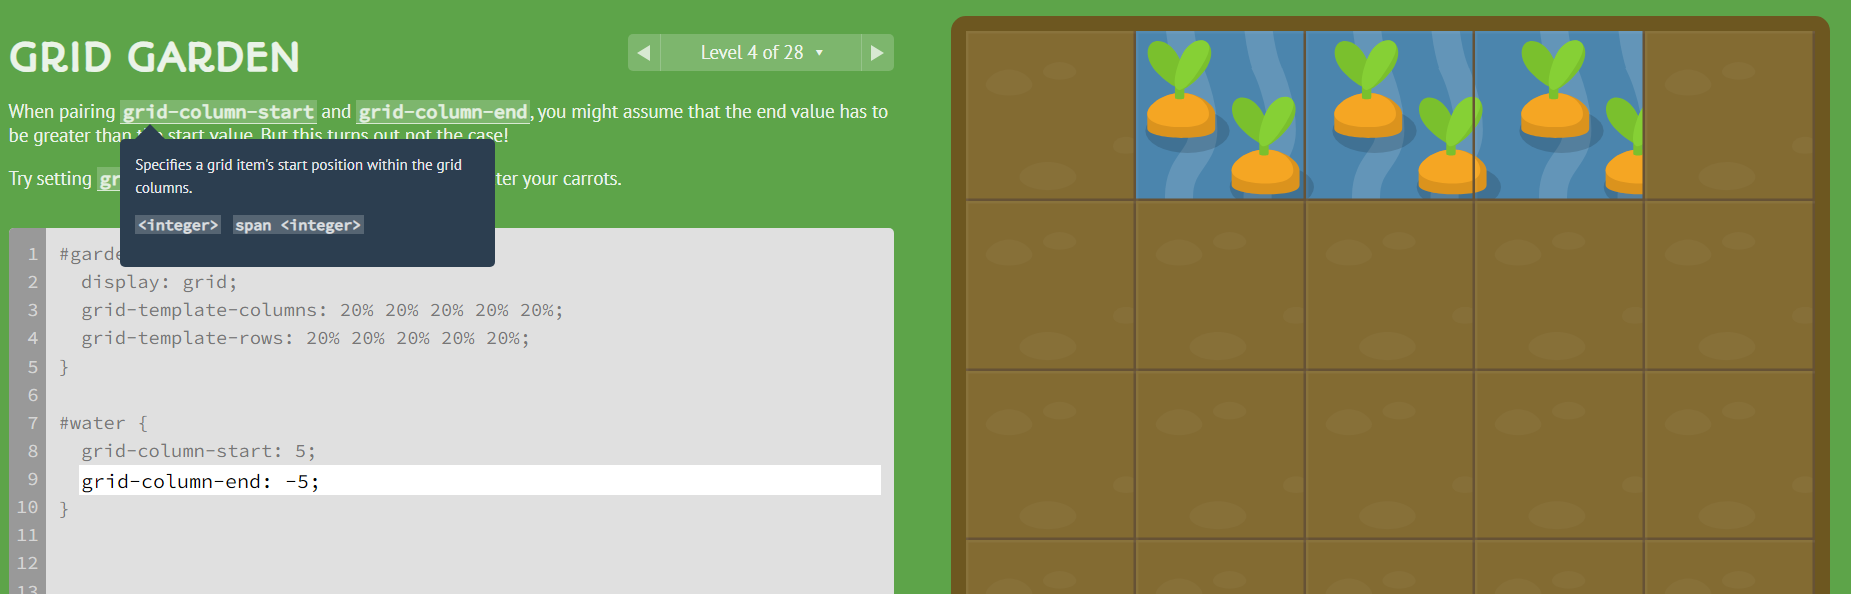 GRID GARDEN
Level 4 of 28
When pairing grid-column-start and grid-column-end, you might assume that the end value has to
be greater than the start value. But this turns out not the case!
Try setting gr ter your carrots.
Specifies a grid item's start position within the grid
columns.
<integer> span <integer>
1 #garde
2 display: grid;
3 grid-template-columns: 20% 20% 20% 20% 20%;
4 grid-template-rows: 20% 20% 20% 20% 20%;
5 }
6
7 #water {
8 grid-column-start: 5;
9 grid-column-end: -5;
10 }
11
12
13